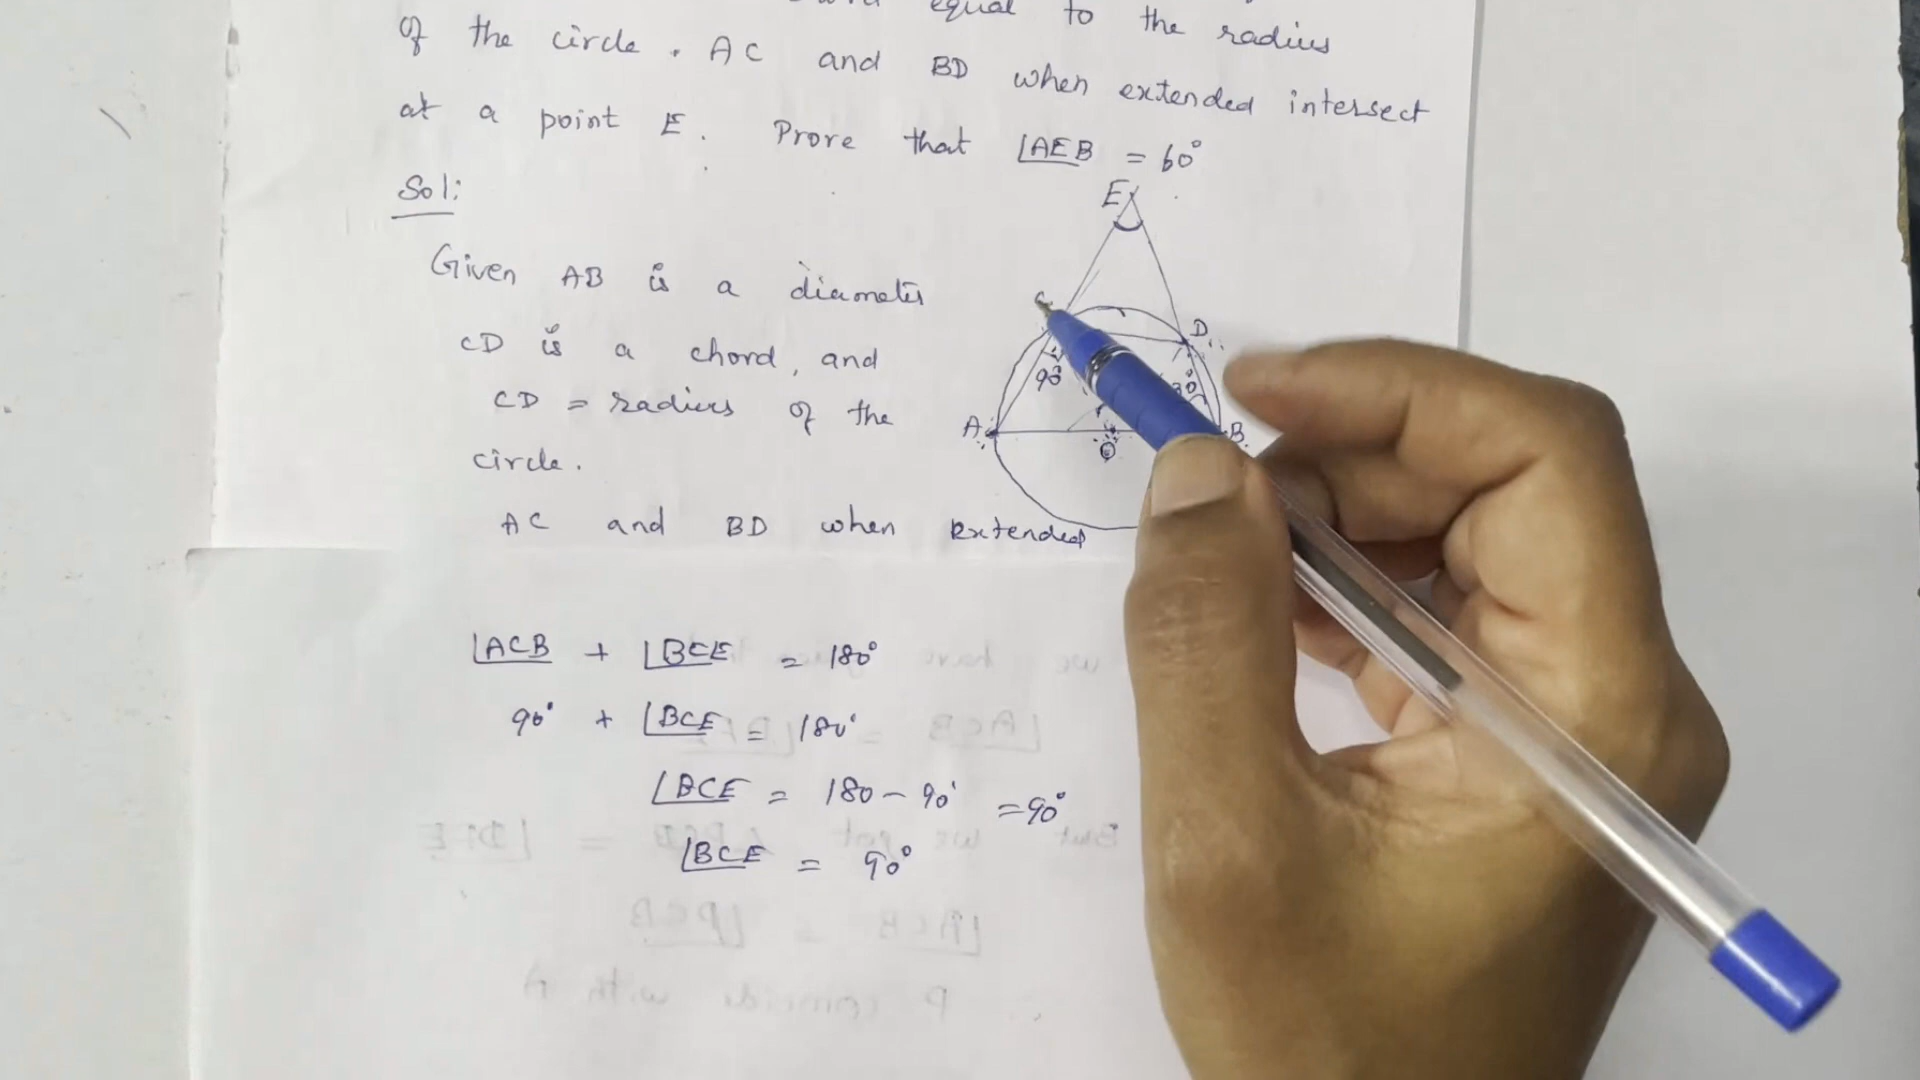 equal to the radius
of the circle . AC and BD when extended intersect
at a point E . Prove that ∠AEB = 60°
Sol:
Given AB is a diameter
CD is a chord, and
CD = radius of the
circle.
AC and BD when Extended
E
C
D
90°
30°
A
B
O
∠ACB + ∠BCE = 180°
90° + ∠BCE = 180°
∠BCE = 180 - 90° = 90°
∠BCE = 90°